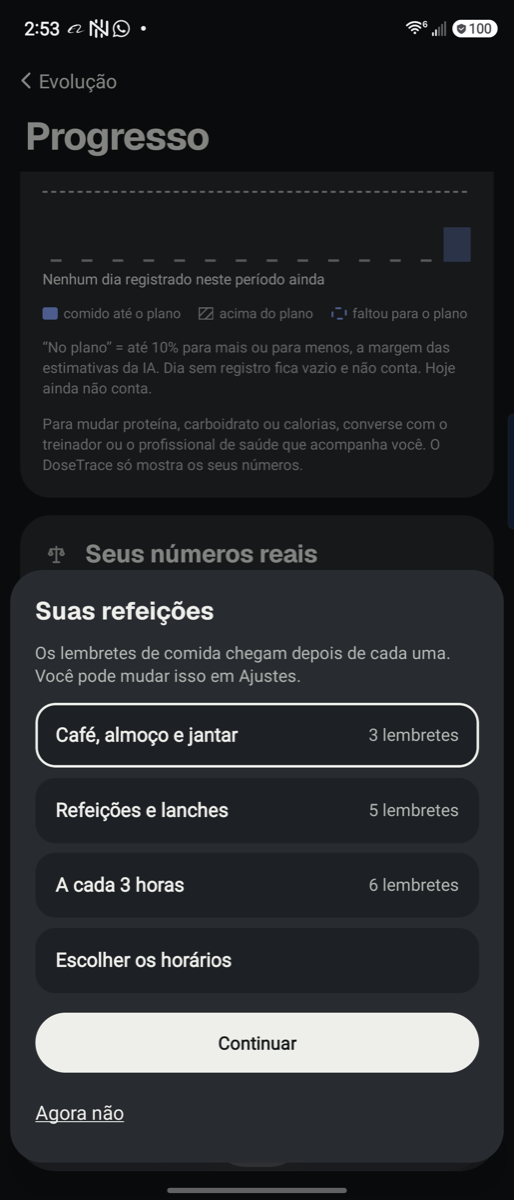 2:53
6
100
Evolução
Progresso
Nenhum dia registrado neste período ainda
comido até o plano
acima do plano
faltou para o plano
“No plano” = até 10% para mais ou para menos, a margem das
estimativas da IA. Dia sem registro fica vazio e não conta. Hoje
ainda não conta.
Para mudar proteína, carboidrato ou calorias, converse com o
treinador ou o profissional de saúde que acompanha você. O
DoseTrace só mostra os seus números.
Seus números reais
Suas refeições
Os lembretes de comida chegam depois de cada uma.
Você pode mudar isso em Ajustes.
Café, almoço e jantar 3 lembretes
Refeições e lanches 5 lembretes
A cada 3 horas 6 lembretes
Escolher os horários
Continuar
Agora não